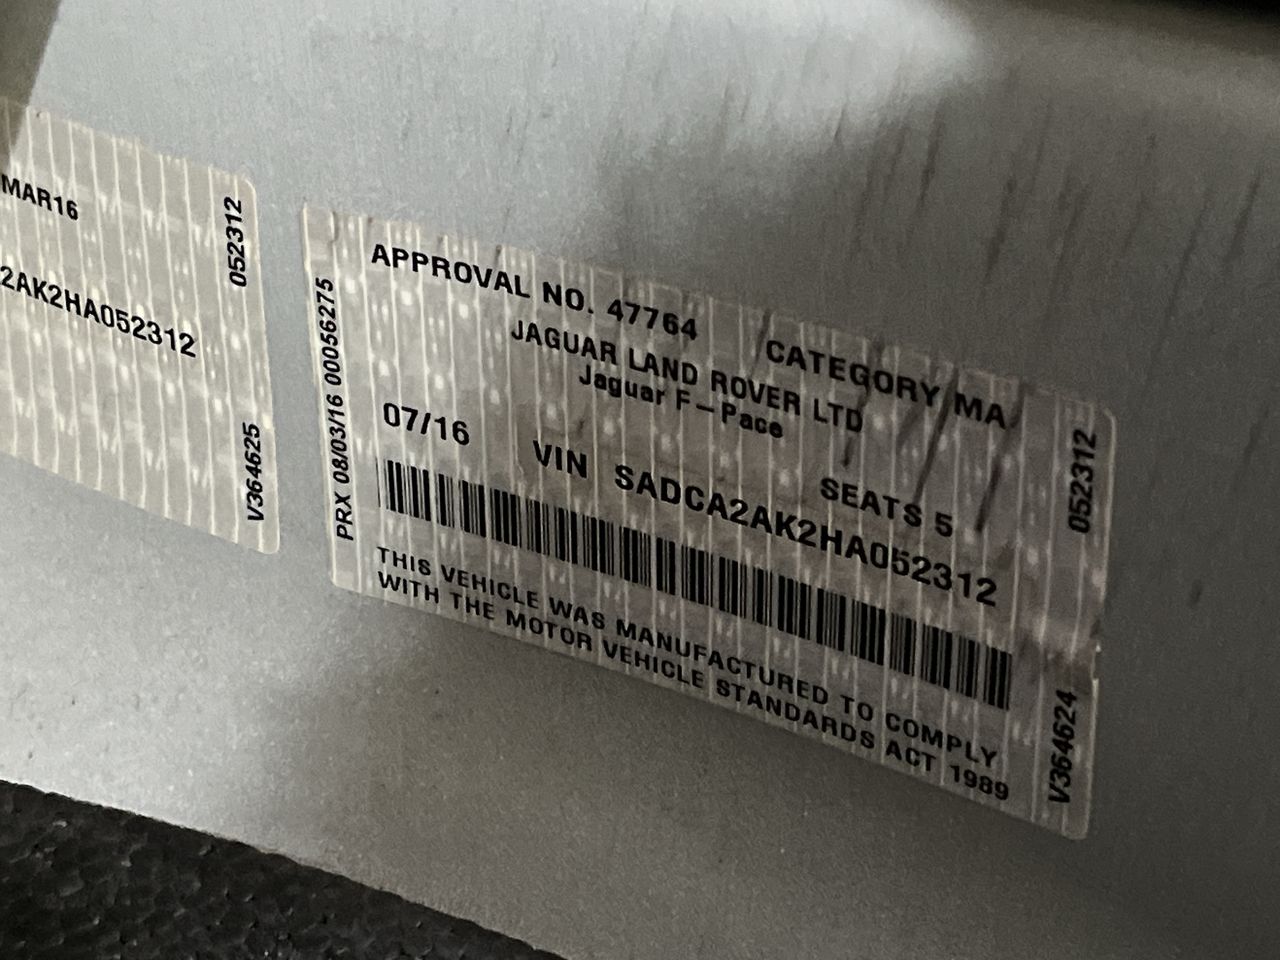 MAR16
052312
2AK2HA052312
V364625
PRX 08/03/16 00056275
APPROVAL NO. 47764 CATEGORY MA
JAGUAR LAND ROVER LTD
Jaguar F-Pace
07/16 SEATS 5
VIN SADCA2AK2HA052312
THIS VEHICLE WAS MANUFACTURED TO COMPLY
WITH THE MOTOR VEHICLE STANDARDS ACT 1989
052312
V364624